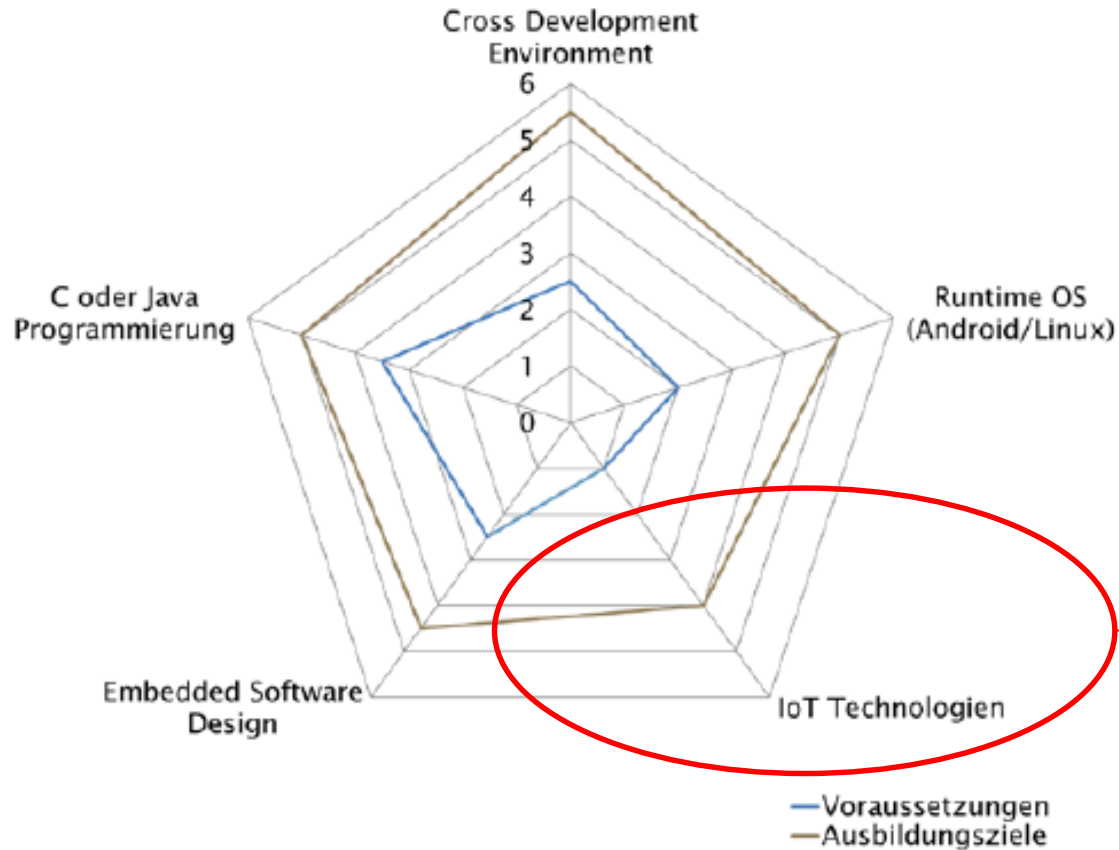 Cross Development
Environment
6
5
4
3
2
1
0
C oder Java
Programmierung
Runtime OS
(Android/Linux)
Embedded Software
Design
IoT Technologien
Voraussetzungen
Ausbildungsziele